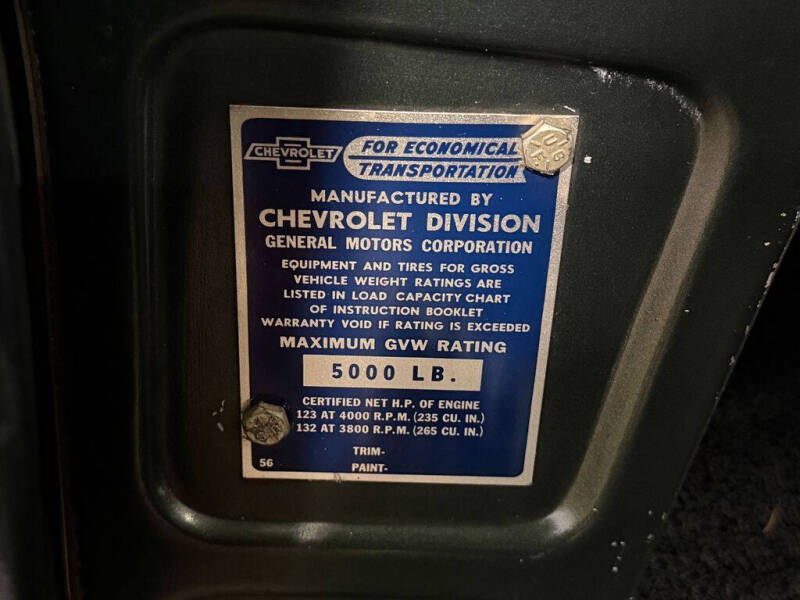 CHEVROLET
FOR ECONOMICAL
TRANSPORTATION
MANUFACTURED BY
CHEVROLET DIVISION
GENERAL MOTORS CORPORATION
EQUIPMENT AND TIRES FOR GROSS
VEHICLE WEIGHT RATINGS ARE
LISTED IN LOAD CAPACITY CHART
OF INSTRUCTION BOOKLET
WARRANTY VOID IF RATING IS EXCEEDED
MAXIMUM GVW RATING
5000 LB.
CERTIFIED NET H.P. OF ENGINE
123 AT 4000 R.P.M. (235 CU. IN.)
132 AT 3800 R.P.M. (265 CU. IN.)
TRIM-
56 PAINT-